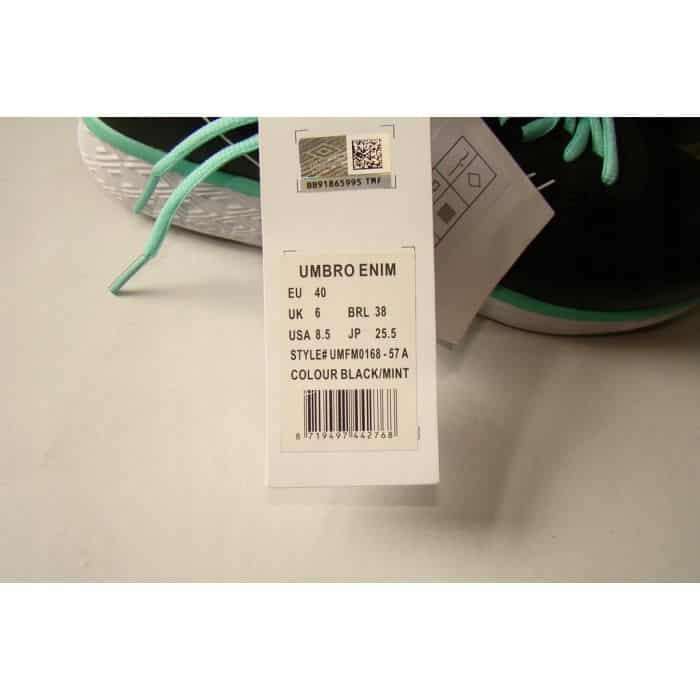 BB91865995 TMF
UMBRO ENIM
EU 40
UK 6 BRL 38
USA 8.5 JP 25.5
STYLE# UMFM0168-57A
COLOUR BLACK/MINT
8 719497 442768